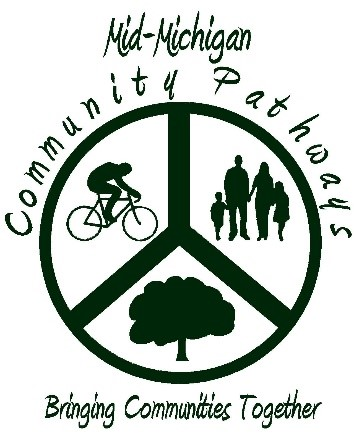 Mid-Michigan
Community Pathways
Bringing Communities Together